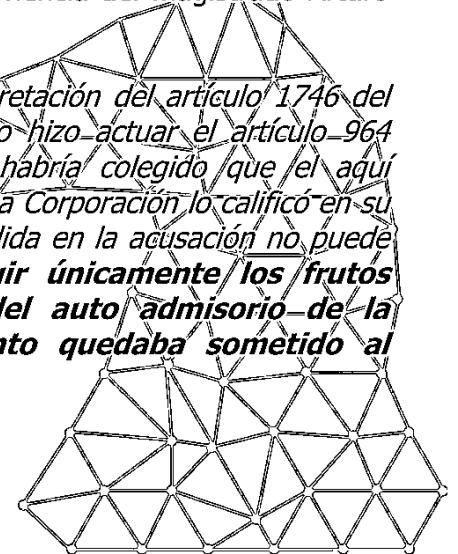 retación del artículo 1746 del
o hizo actuar el artículo 964
habría colegido que el aquí
a Corporación lo calificó en su
dida en la acusación no puede
uir únicamente los frutos
del auto admisorio de la
nto quedaba sometido al